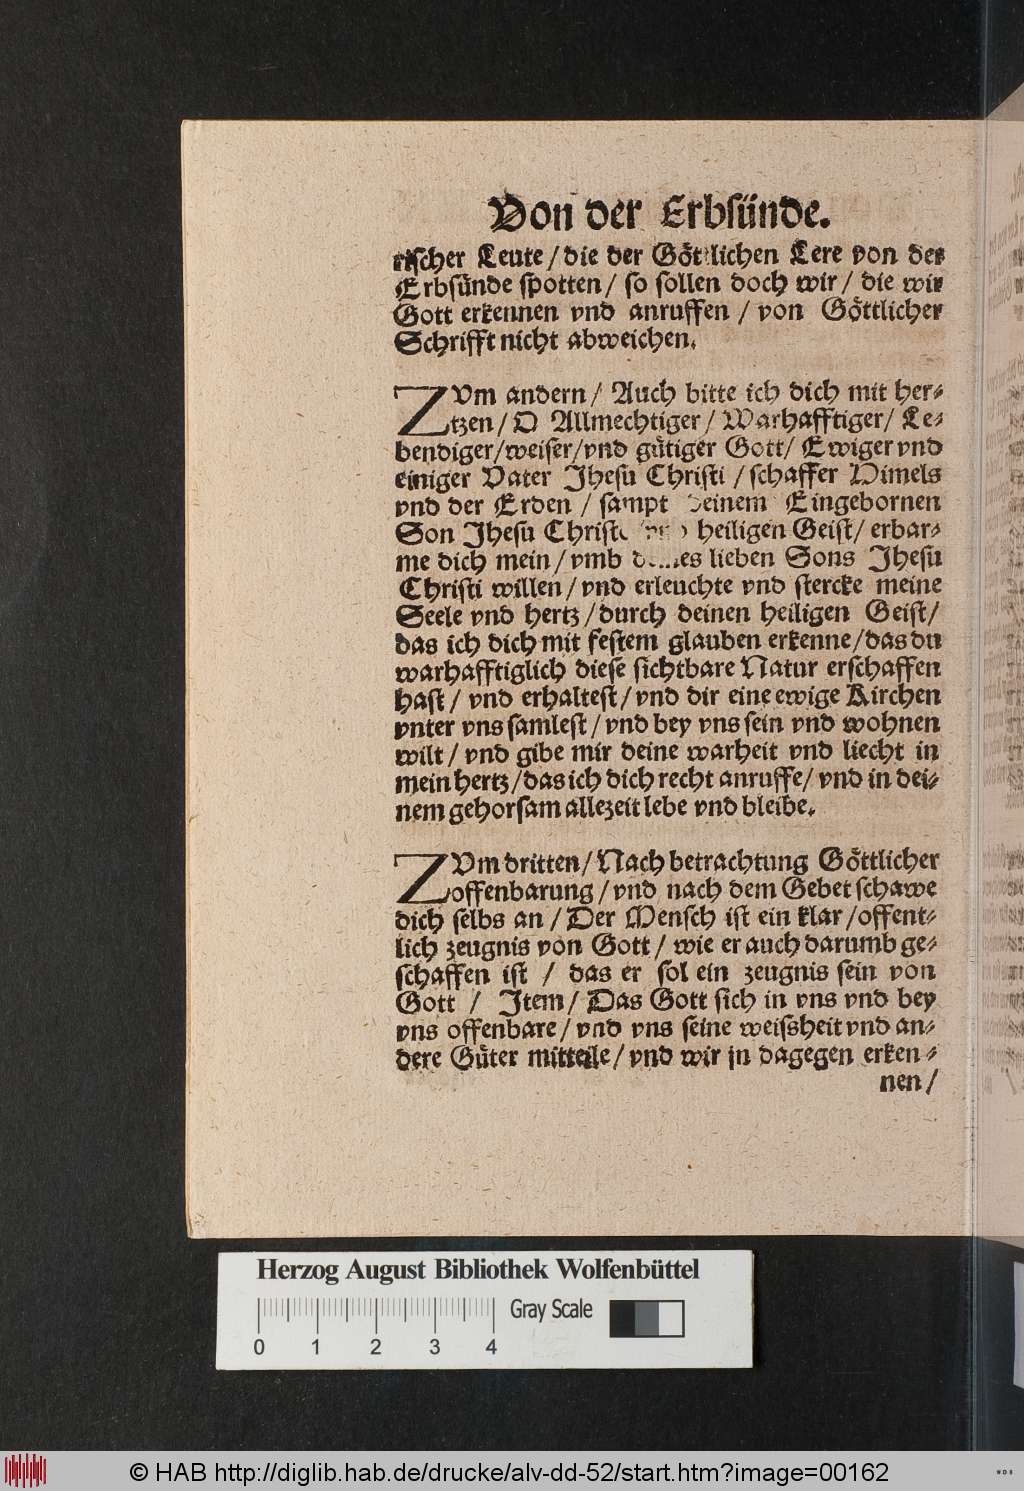 Von der Erbsünde.
rischer Leute / die der Göttlichen Lere von der
Erbsünde spotten / so sollen doch wir / die wir
Gott erkennen vnd anruffen / von Göttlicher
Schrifft nicht abweichen.
ZVm andern / Auch bitte ich dich mit her-
tzen / O Allmechtiger / Warhafftiger / Le-
bendiger / weiser / vnd gütiger Gott / Ewiger vnd
einiger Vater Jhesu Christi / schaffer Himels
vnd der Erden / sampt deinem Eingebornen
Son Jhesu Christo vnd heiligen Geist / erbar-
me dich mein / vmb deines lieben Sons Jhesu
Christi willen / vnd erleuchte vnd stercke meine
Seele vnd hertz / durch deinen heiligen Geist /
das ich dich mit festem glauben erkenne / das du
warhafftiglich diese sichtbare Natur erschaffen
hast / vnd erhaltest / vnd dir eine ewige Kirchen
vnter vns samlest / vnd bey vns sein vnd wohnen
wilt / vnd gibe mir deine warheit vnd liecht in
mein hertz / das ich dich recht anruffe / vnd in dei-
nem gehorsam allezeit lebe vnd bleibe.
ZVm dritten / Nach betrachtung Göttlicher
offenbarung / vnd nach dem Gebet schawe
dich selbs an / Der Mensch ist ein klar / offent-
lich zeugnis von Gott / wie er auch darumb ge-
schaffen ist / das er sol ein zeugnis sein von
Gott / Item / Das Gott sich in vns vnd bey
vns offenbare / vnd vns seine weissheit vnd an-
dere Güter mitteile / vnd wir jn dagegen erken-
nen /
Herzog August Bibliothek Wolfenbüttel
Gray Scale
0 1 2 3 4
© HAB http://diglib.hab.de/drucke/alv-dd-52/start.htm?image=00162